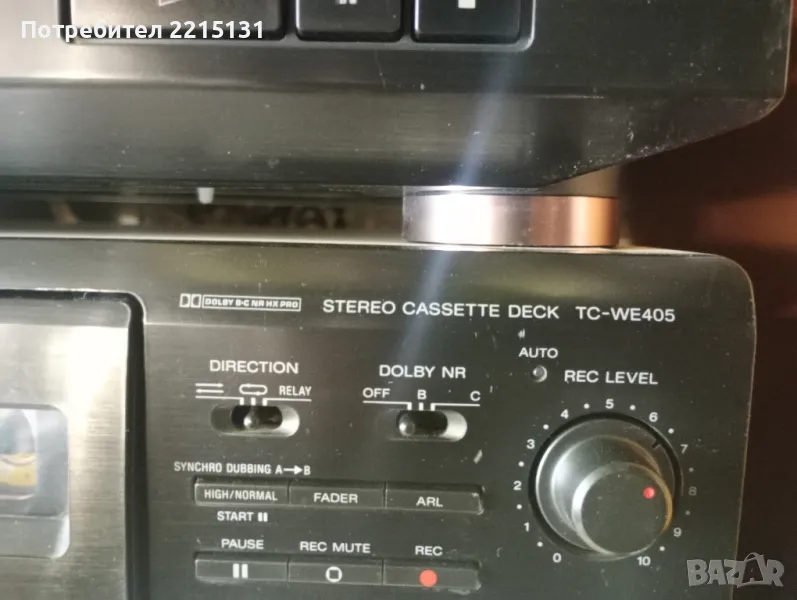 Потребител 2215131
DOLBY B-C NR HX PRO
STEREO CASSETTE DECK TC-WE405
AUTO
DIRECTION
DOLBY NR
REC LEVEL
RELAY
OFF B C
SYNCHRO DUBBING A→B
HIGH/NORMAL
FADER
ARL
START
PAUSE
REC MUTE
REC
0 1 2 3 4 5 6 7 8 9 10
BAZAR